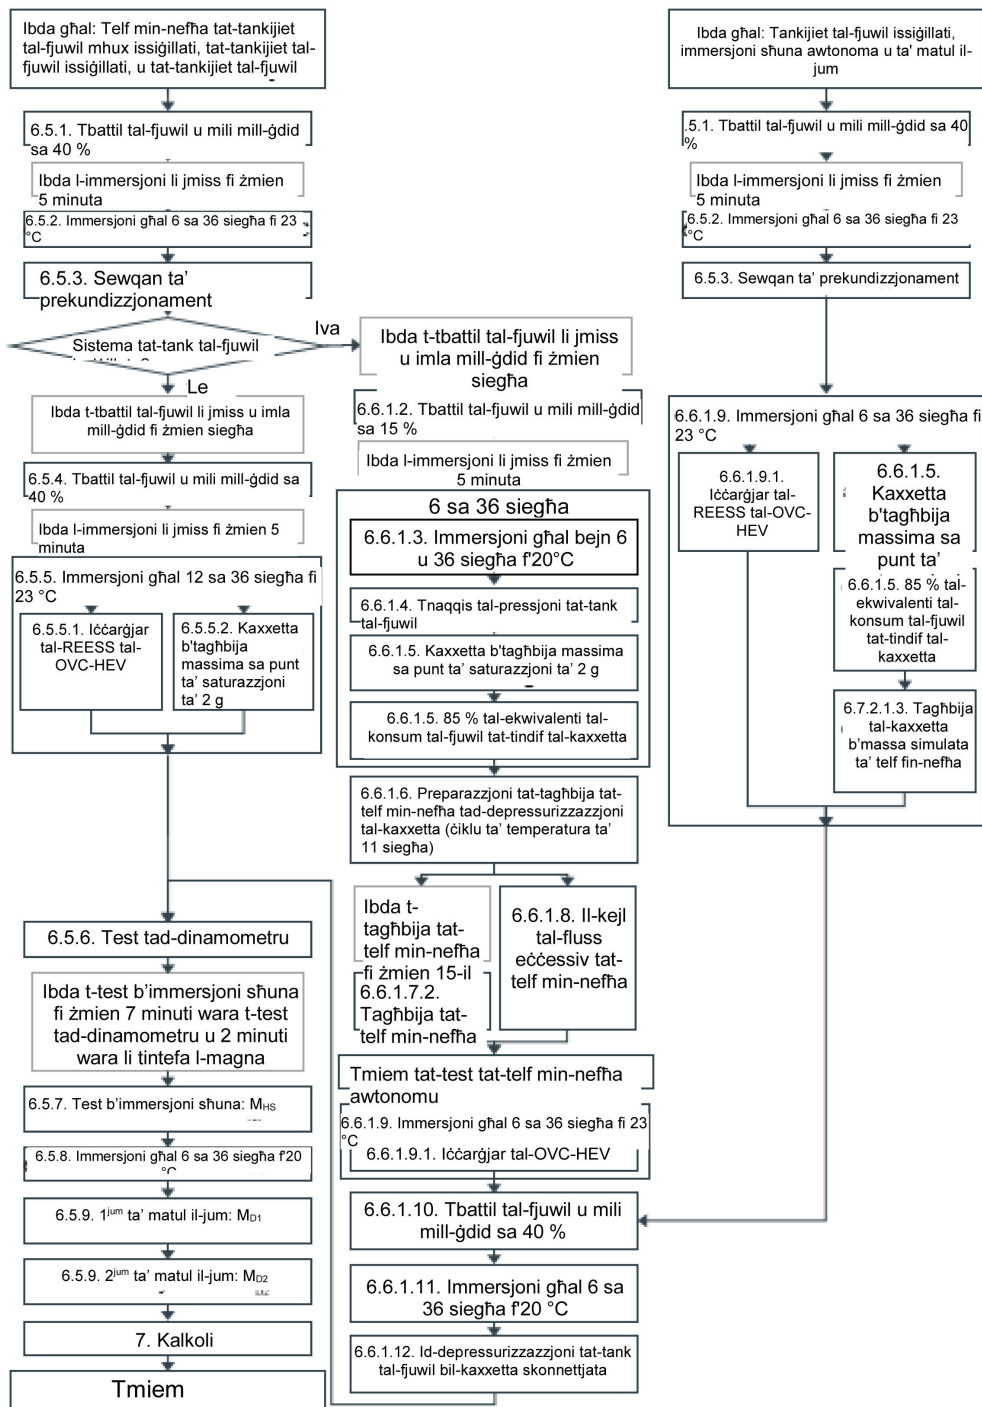 Ibda għal: Telf min-nefħa tat-tankijiet
tal-fjuwil mhux issiġillati, tat-tankijiet tal-
fjuwil issiġillati, u tat-tankijiet tal-fjuwil
6.5.1. Tbattil tal-fjuwil u mili mill-ġdid
sa 40 %
Ibda l-immersjoni li jmiss fi żmien
5 minuta
6.5.2. Immersjoni għal 6 sa 36 siegħa fi 23
°C
6.5.3. Sewqan ta’
prekundizzjonament
Sistema tat-tank tal-fjuwil
Iva
Le
Ibda t-tbattil tal-fjuwil li jmiss u imla
mill-ġdid fi żmien siegħa
6.5.4. Tbattil tal-fjuwil u mili mill-ġdid sa
40 %
Ibda l-immersjoni li jmiss fi żmien 5
minuta
6.5.5. Immersjoni għal 12 sa 36 siegħa fi
23 °C
6.5.5.1. Iċċarġjar
tal-REESS tal-
OVC-HEV
6.5.5.2. Kaxxetta
b'tagħbija
massima sa punt
ta’ saturazzjoni
ta’ 2 g
6.5.6. Test tad-dinamometru
Ibda t-test b’immersjoni sħuna
fi żmien 7 minuti wara t-test
tad-dinamometru u 2 minuti
wara li tintefa l-magna
6.5.7. Test b’immersjoni sħuna: MHS
6.5.8. Immersjoni għal 6 sa 36 siegħa f’20
°C
6.5.9. 1jum ta’ matul il-jum: MD1
6.5.9. 2jum ta’ matul il-jum: MD2
7. Kalkoli
Tmiem
Ibda t-tbattil tal-fjuwil li jmiss
u imla mill-ġdid fi żmien
siegħa
6.6.1.2. Tbattil tal-fjuwil u mili mill-ġdid
sa 15 %
Ibda l-immersjoni li jmiss fi żmien
5 minuta
6 sa 36 siegħa
6.6.1.3. Immersjoni għal bejn 6
u 36 siegħa f'20°C
6.6.1.4. Tnaqqis tal-pressjoni tat-tank
tal-fjuwil
6.6.1.5. Kaxxetta b'tagħbija massima
sa punt ta’ saturazzjoni ta’ 2 g
6.6.1.5. 85 % tal-ekwivalenti tal-
konsum tal-fjuwil tat-tindif tal-kaxxetta
6.6.1.6. Preparazzjoni tat-tagħbija tat-
telf min-nefħa tad-depressurizzazzjoni
tal-kaxxetta (ċiklu ta’ temperatura ta’
11 siegħa)
Ibda t-
tagħbija tat-
telf min-nefħa
fi żmien 15-il
6.6.1.7.2.
Tagħbija tat-
telf min-nefħa
6.6.1.8. Il-kejl
tal-fluss
eċċessiv tat-
telf min-nefħa
Tmiem tat-test tat-telf min-nefħa
awtonomu
6.6.1.9. Immersjoni għal 6 sa 36 siegħa fi 23
°C
6.6.1.9.1. Iċċarġjar tal-OVC-HEV
6.6.1.10. Tbattil tal-fjuwil u mili
mill-ġdid sa 40 %
6.6.1.11. Immersjoni għal 6 sa
36 siegħa f'20 °C
6.6.1.12. Id-depressurizzazzjoni tat-tank
tal-fjuwil bil-kaxxetta skonnettjata
Ibda għal: Tankijiet tal-fjuwil issiġillati,
immersjoni sħuna awtonoma u ta' matul il-
jum
.5.1. Tbattil tal-fjuwil u mili mill-ġdid sa 40
%
Ibda l-immersjoni li jmiss fi żmien
5 minuta
6.5.2. Immersjoni għal 6 sa 36 siegħa fi 23
°C
6.5.3. Sewqan ta’ prekundizzjonament
6.6.1.9. Immersjoni għal 6 sa 36 siegħa fi
23 °C
6.6.1.9.1.
Iċċarġjar tal-
REESS tal-OVC-
HEV
6.6.1.5.
Kaxxetta
b'tagħbija
massima sa
punt ta’
6.6.1.5. 85 % tal-
ekwivalenti tal-
konsum tal-fjuwil
tat-tindif tal-
kaxxetta
6.7.2.1.3. Tagħbija
tal-kaxxetta
b’massa simulata
ta’ telf fin-nefħa